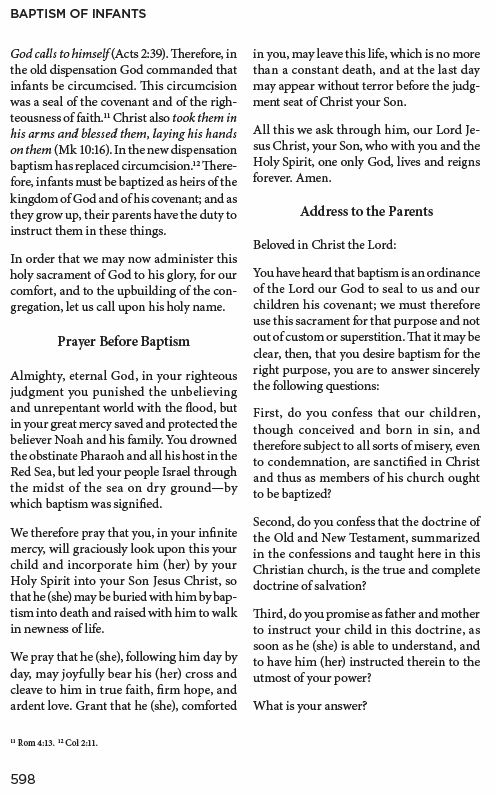 BAPTISM OF INFANTS
God calls to himself (Acts 2:39). Therefore, in
the old dispensation God commanded that
infants be circumcised. This circumcision
was a seal of the covenant and of the righ-
teousness of faith.¹¹ Christ also took them in
his arms and blessed them, laying his hands
on them (Mk 10:16). In the new dispensation
baptism has replaced circumcision.¹² There-
fore, infants must be baptized as heirs of the
kingdom of God and of his covenant; and as
they grow up, their parents have the duty to
instruct them in these things.
In order that we may now administer this
holy sacrament of God to his glory, for our
comfort, and to the upbuilding of the con-
gregation, let us call upon his holy name.
Prayer Before Baptism
Almighty, eternal God, in your righteous
judgment you punished the unbelieving
and unrepentant world with the flood, but
in your great mercy saved and protected the
believer Noah and his family. You drowned
the obstinate Pharaoh and all his host in the
Red Sea, but led your people Israel through
the midst of the sea on dry ground—by
which baptism was signified.
We therefore pray that you, in your infinite
mercy, will graciously look upon this your
child and incorporate him (her) by your
Holy Spirit into your Son Jesus Christ, so
that he (she) may be buried with him by bap-
tism into death and raised with him to walk
in newness of life.
We pray that he (she), following him day by
day, may joyfully bear his (her) cross and
cleave to him in true faith, firm hope, and
ardent love. Grant that he (she), comforted
in you, may leave this life, which is no more
than a constant death, and at the last day
may appear without terror before the judg-
ment seat of Christ your Son.
All this we ask through him, our Lord Je-
sus Christ, your Son, who with you and the
Holy Spirit, one only God, lives and reigns
forever. Amen.
Address to the Parents
Beloved in Christ the Lord:
You have heard that baptism is an ordinance
of the Lord our God to seal to us and our
children his covenant; we must therefore
use this sacrament for that purpose and not
out of custom or superstition. That it may be
clear, then, that you desire baptism for the
right purpose, you are to answer sincerely
the following questions:
First, do you confess that our children,
though conceived and born in sin, and
therefore subject to all sorts of misery, even
to condemnation, are sanctified in Christ
and thus as members of his church ought
to be baptized?
Second, do you confess that the doctrine of
the Old and New Testament, summarized
in the confessions and taught here in this
Christian church, is the true and complete
doctrine of salvation?
Third, do you promise as father and mother
to instruct your child in this doctrine, as
soon as he (she) is able to understand, and
to have him (her) instructed therein to the
utmost of your power?
What is your answer?
¹¹ Rom 4:13. ¹² Col 2:11.
598